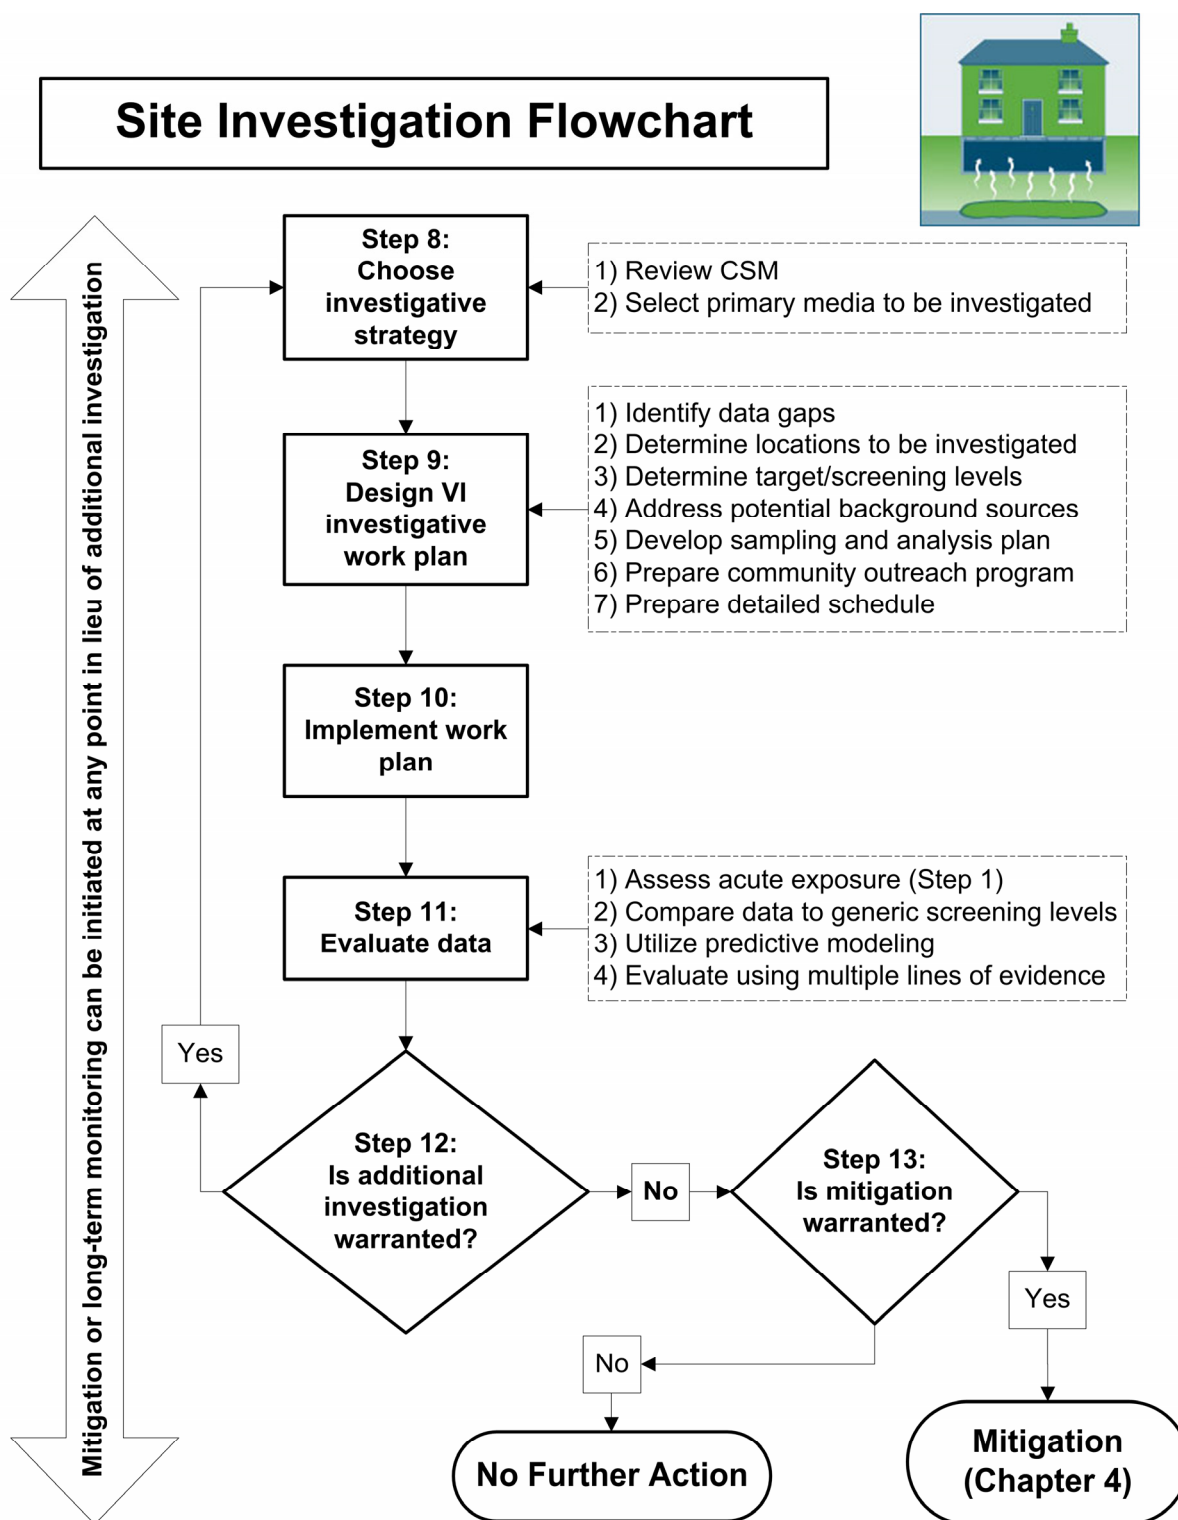 Site Investigation Flowchart
Mitigation or long-term monitoring can be initiated at any point in lieu of additional investigation
Step 8:
Choose
investigative
strategy
1) Review CSM
2) Select primary media to be investigated
Step 9:
Design VI
investigative
work plan
1) Identify data gaps
2) Determine locations to be investigated
3) Determine target/screening levels
4) Address potential background sources
5) Develop sampling and analysis plan
6) Prepare community outreach program
7) Prepare detailed schedule
Step 10:
Implement work
plan
Step 11:
Evaluate data
1) Assess acute exposure (Step 1)
2) Compare data to generic screening levels
3) Utilize predictive modeling
4) Evaluate using multiple lines of evidence
Yes
Step 12:
Is additional
investigation
warranted?
No
Step 13:
Is mitigation
warranted?
Yes
No
No Further Action
Mitigation
(Chapter 4)